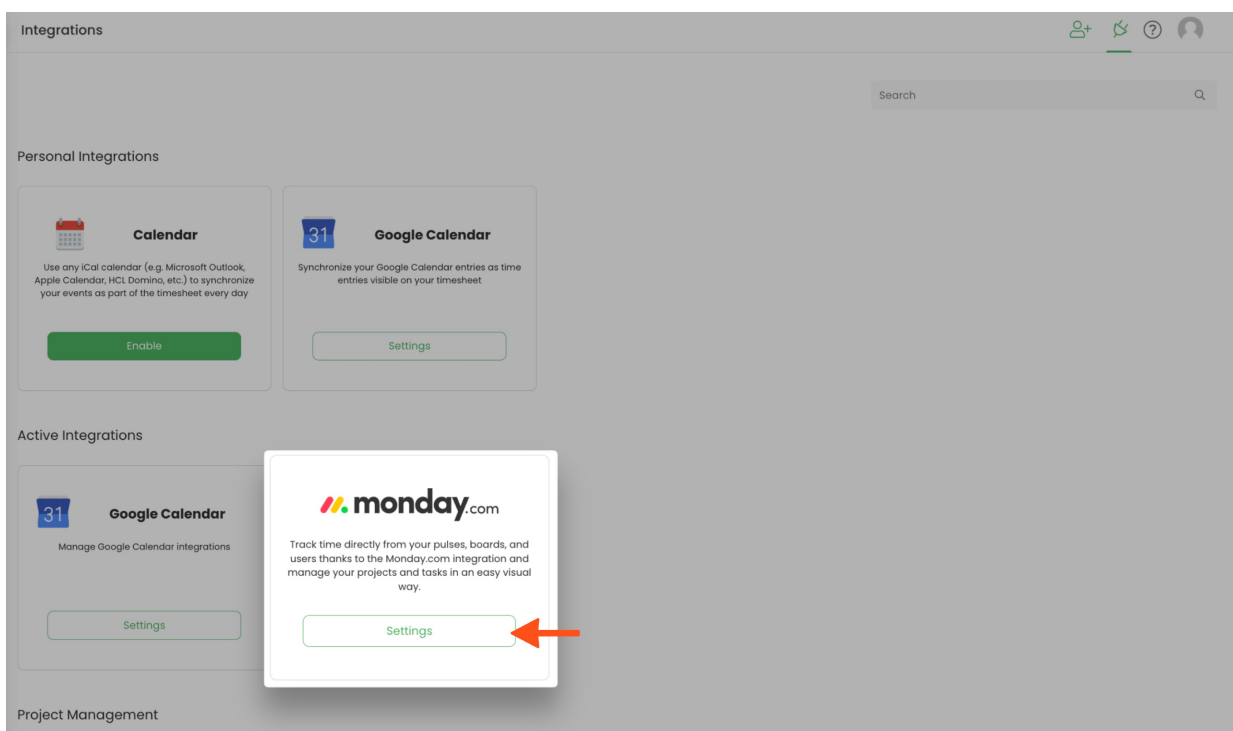 Integrations
Search
Personal Integrations
31
Calendar
Google Calendar
Use any iCal calendar (e.g. Microsoft Outlook,
Apple Calendar, HCL Domino, etc.) to synchronize
your events as part of the timesheet every day
Synchronize your Google Calendar entries as time
entries visible on your timesheet
Enable
Settings
Active Integrations
31
Google Calendar
Manage Google Calendar integrations
Settings
monday.com
Track time directly from your pulses, boards, and
users thanks to the Monday.com integration and
manage your projects and tasks in an easy visual
way.
Settings
Project Management